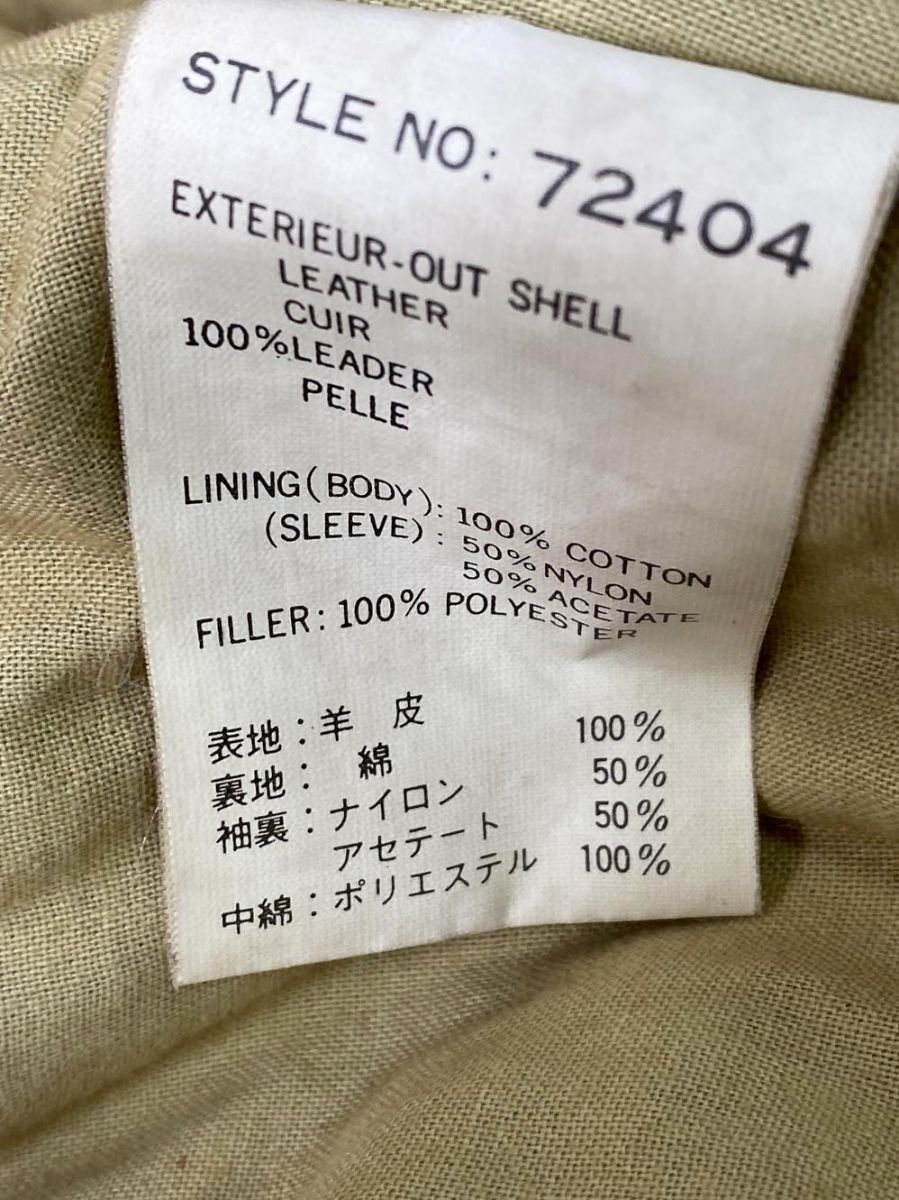 STYLE NO: 72404
EXTERIEUR-OUT SHELL
LEATHER
CUIR
100%LEADER
PELLE
LINING(BODY): 100% COTTON
(SLEEVE): 50%NYLON
50% ACETATE
FILLER: 100% POLYESTER
表地:羊 皮 100%
裏地: 綿 50%
袖裏:ナイロン 50%
アセテート 100%
中綿:ポリエステル